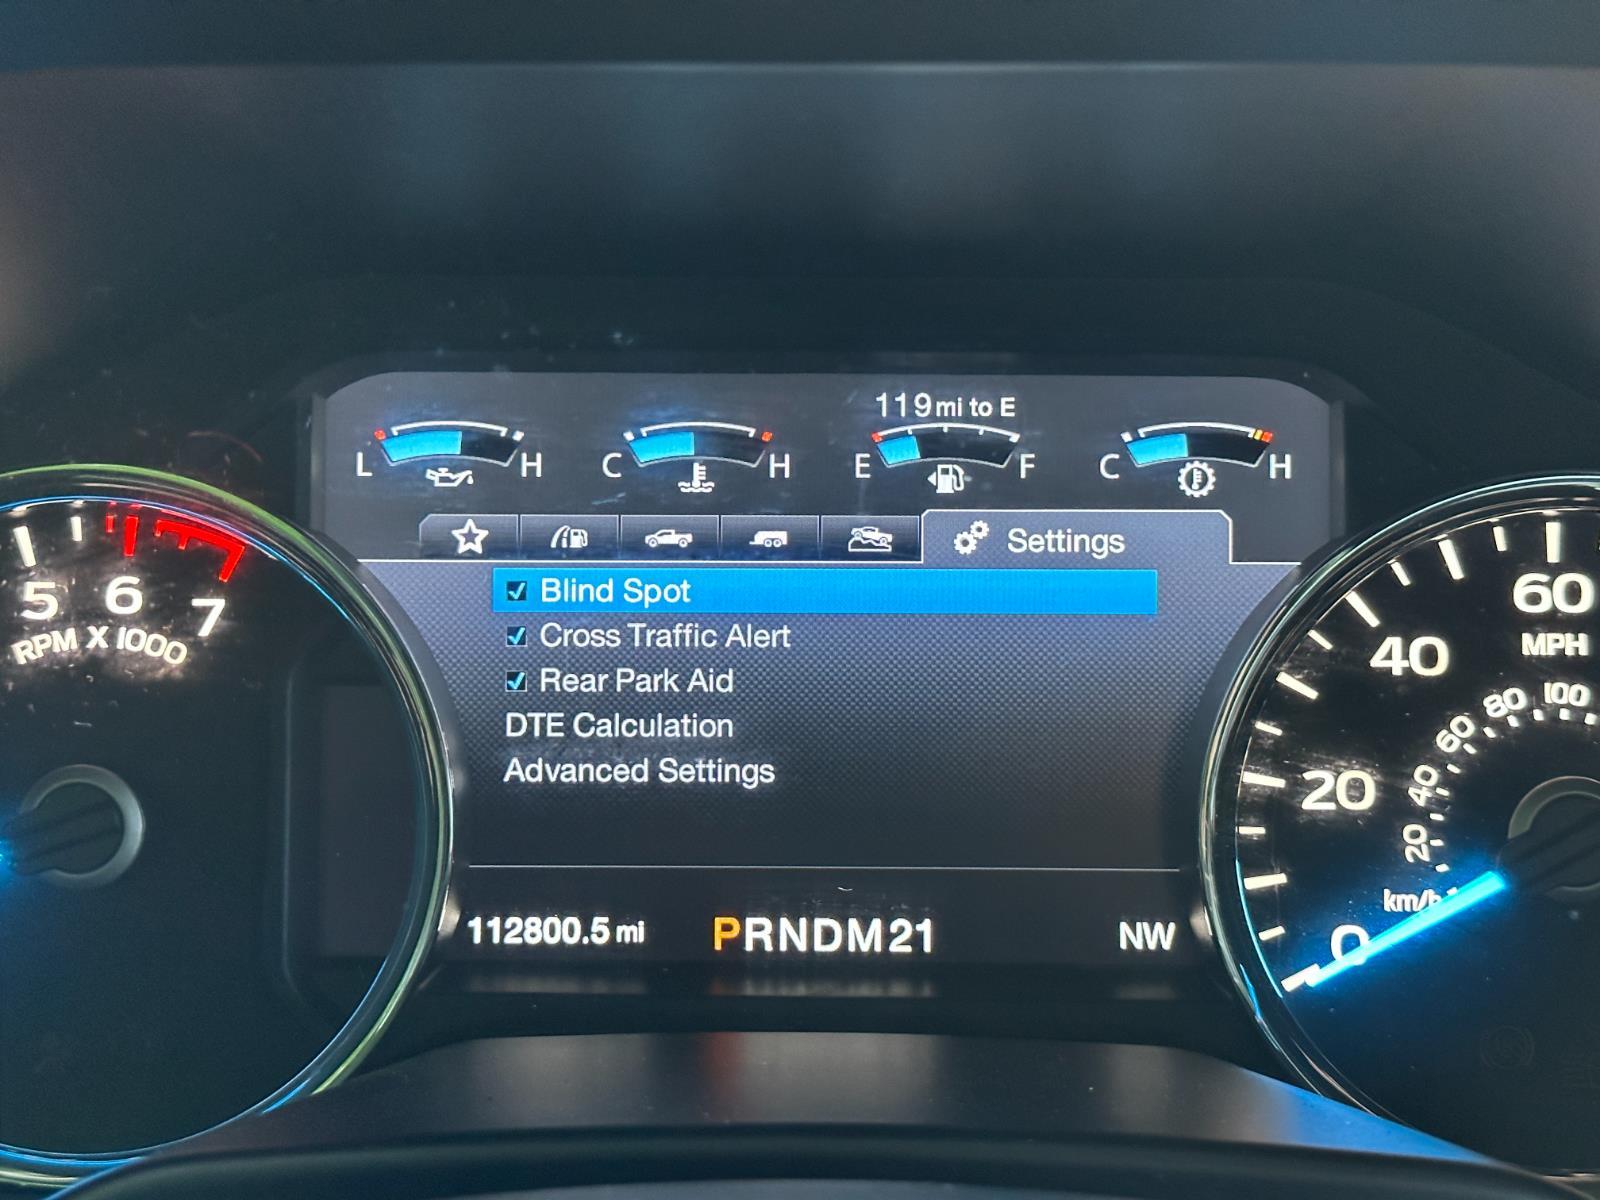 119 mi to E
L H C H E F C H
Settings
Blind Spot
Cross Traffic Alert
Rear Park Aid
DTE Calculation
Advanced Settings
112800.5 mi PRNDM21 NW
5 6 7
RPM X 1000
0 20 40 60
MPH
20 40 60 80 100
km/h